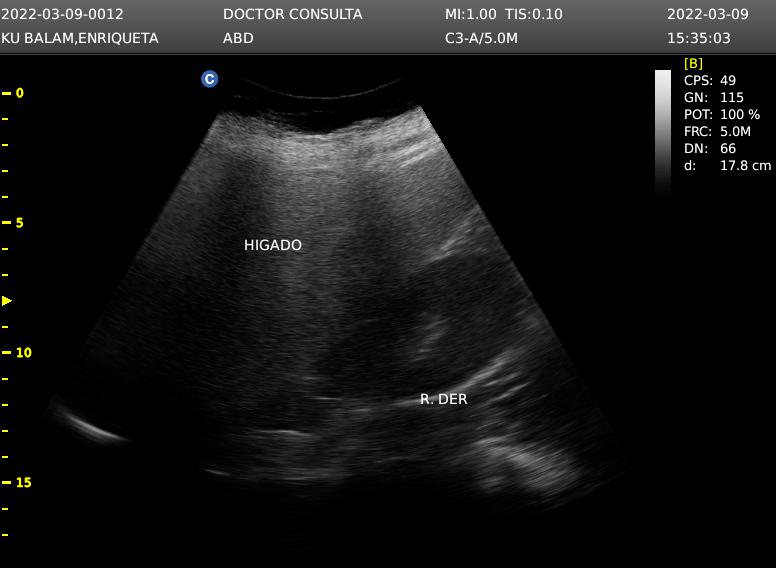 2022-03-09-0012 DOCTOR CONSULTA MI:1.00 TIS:0.10 2022-03-09
KU BALAM,ENRIQUETA ABD C3-A/5.0M 15:35:03
[B]
C
CPS: 49
0
GN: 115
POT: 100 %
FRC: 5.0M
DN: 66
d: 17.8 cm
5
HIGADO
10
R. DER
15